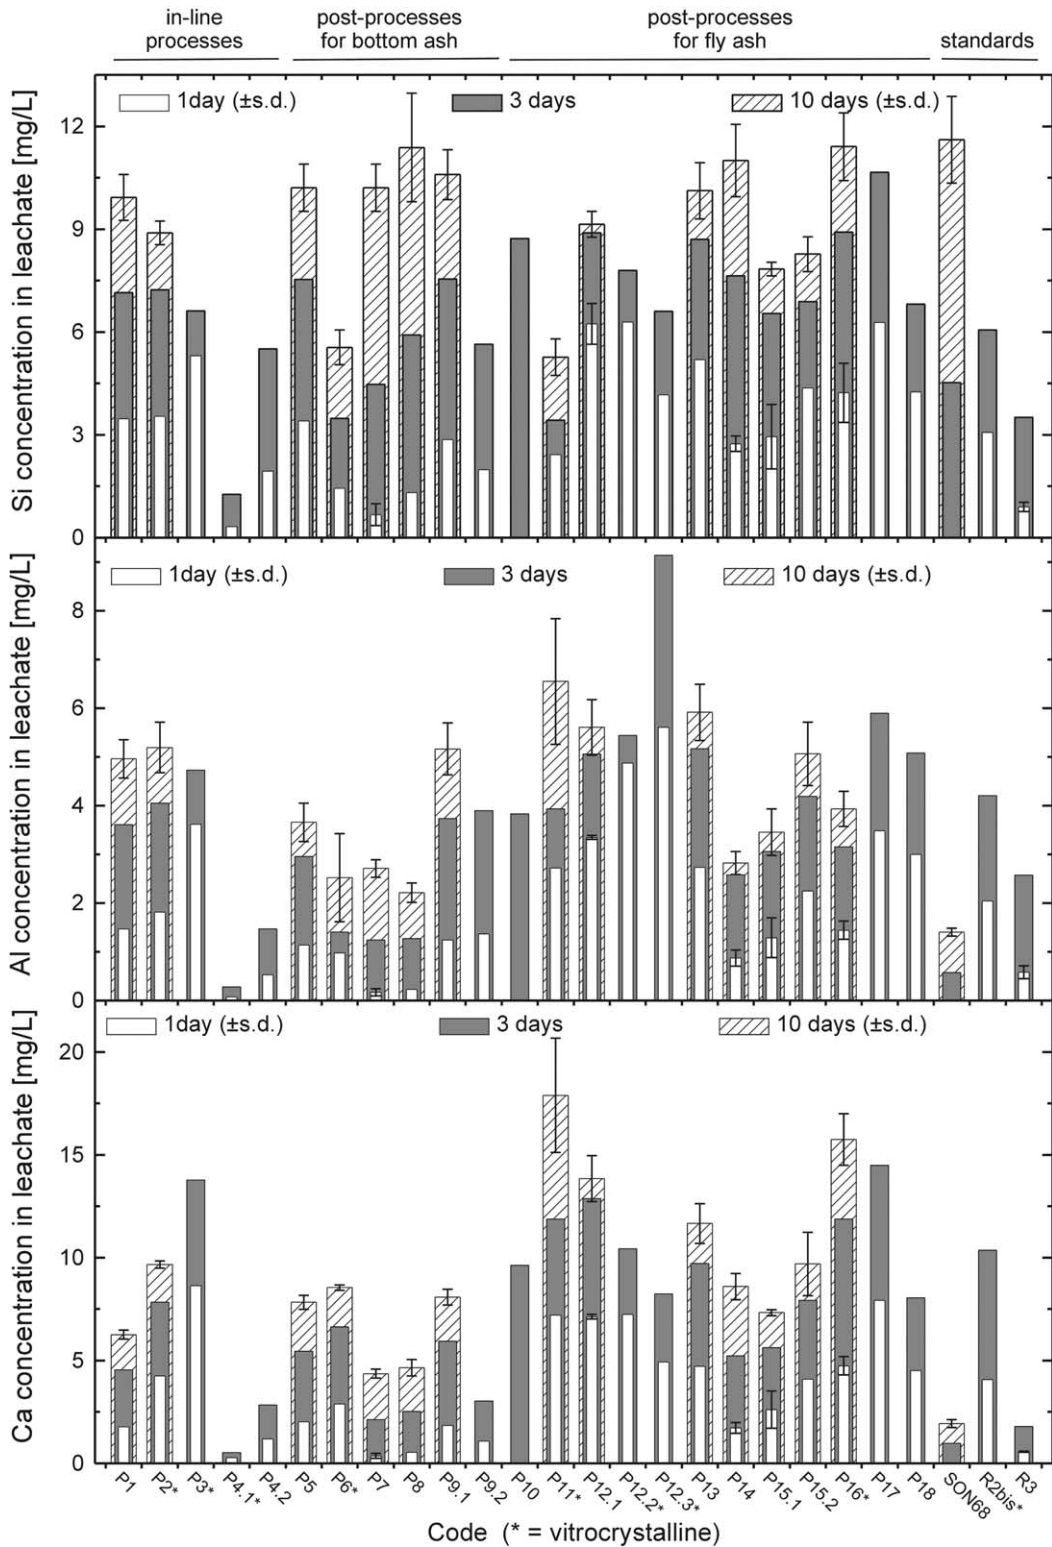 in-line
processes
post-processes
for bottom ash
post-processes
for fly ash
standards
Si concentration in leachate [mg/L]
1day (±s.d.)
3 days
10 days (±s.d.)
12
9
6
3
0
Al concentration in leachate [mg/L]
1day (±s.d.)
3 days
10 days (±s.d.)
8
6
4
2
0
Ca concentration in leachate [mg/L]
1day (±s.d.)
3 days
10 days (±s.d.)
20
15
10
5
0
P1
P2*
P3*
P4.1*
P4.2
P5
P6*
P7
P8
P9.1
P9.2
P10
P11*
P12.1
P12.2*
P12.3*
P13
P14
P15.1
P15.2
P16*
P17
P18
SON68
R2bis*
R3
Code (* = vitrocrystalline)